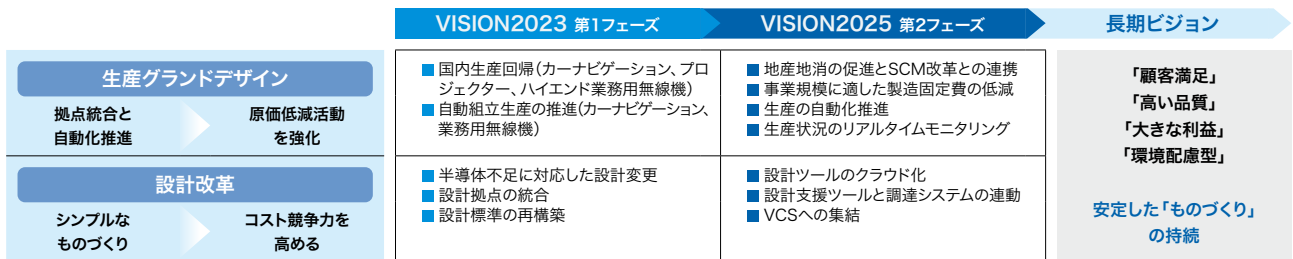 VISION2023 第1フェーズ
VISION2025 第2フェーズ
長期ビジョン
生産グランドデザイン
拠点統合と
自動化推進
原価低減活動
を強化
■国内生産回帰(カーナビゲーション、プロ
ジェクター、ハイエンド業務用無線機)
■自動組立生産の推進(カーナビゲーション、
業務用無線機)
■地産地消の促進とSCM改革との連携
■事業規模に適した製造固定費の低減
■生産の自動化推進
■生産状況のリアルタイムモニタリング
設計改革
シンプルな
ものづくり
コスト競争力を
高める
■半導体不足に対応した設計変更
■設計拠点の統合
■設計標準の再構築
■設計ツールのクラウド化
■設計支援ツールと調達システムの連動
■VCSへの集結
「顧客満足」
「高い品質」
「大きな利益」
「環境配慮型」
安定した「ものづくり」
の持続